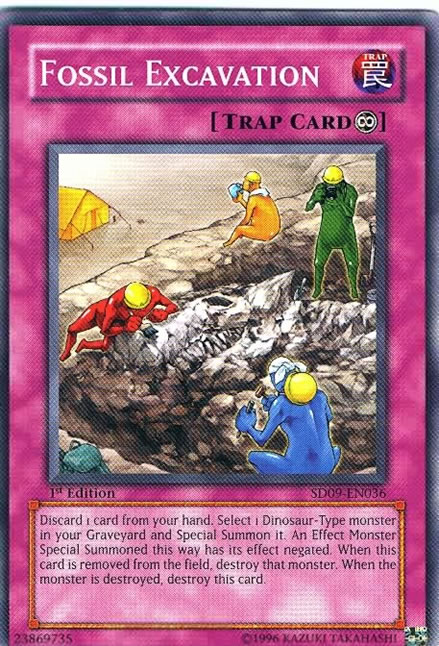 FOSSIL EXCAVATION
TRAP
罠
[TRAP CARD♾]
1st Edition
SD09-EN036
Discard 1 card from your hand. Select 1 Dinosaur-Type monster
in your Graveyard and Special Summon it. An Effect Monster
Special Summoned this way has its effect negated. When this
card is removed from the field, destroy that monster. When the
monster is destroyed, destroy this card.
23869735
©1996 KAZUKI TAKAHASHI